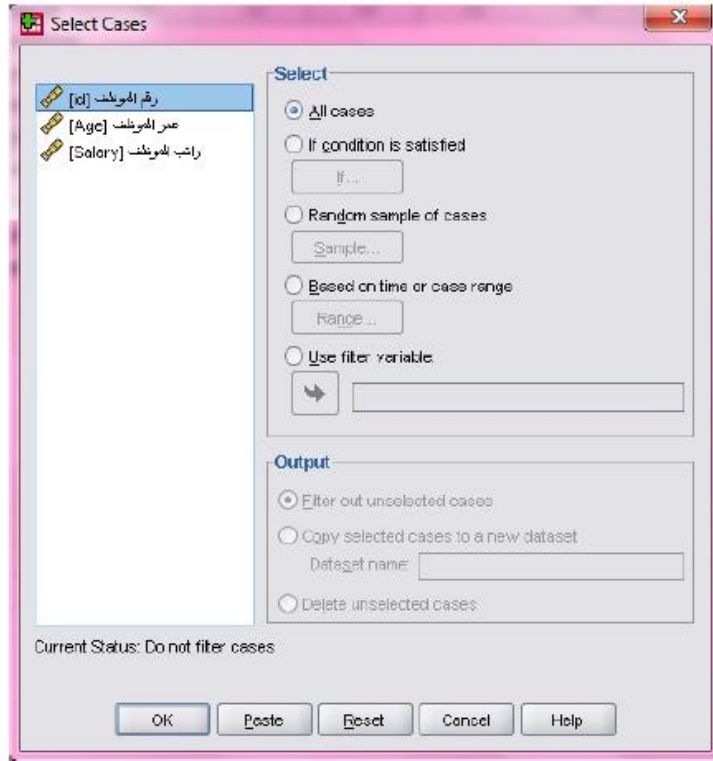 Select Cases
رقم الموظف [id]
عمر الموظف [Age]
راتب الموظف [Salary]
Select
All cases
If condition is satisfied
If...
Random sample of cases
Sample...
Based on time or case range
Range...
Use filter variable:
Output
Filter out unselected cases
Copy selected cases to a new dataset
Dataset name:
Delete unselected cases
Current Status: Do not filter cases
OK
Paste
Reset
Cancel
Help